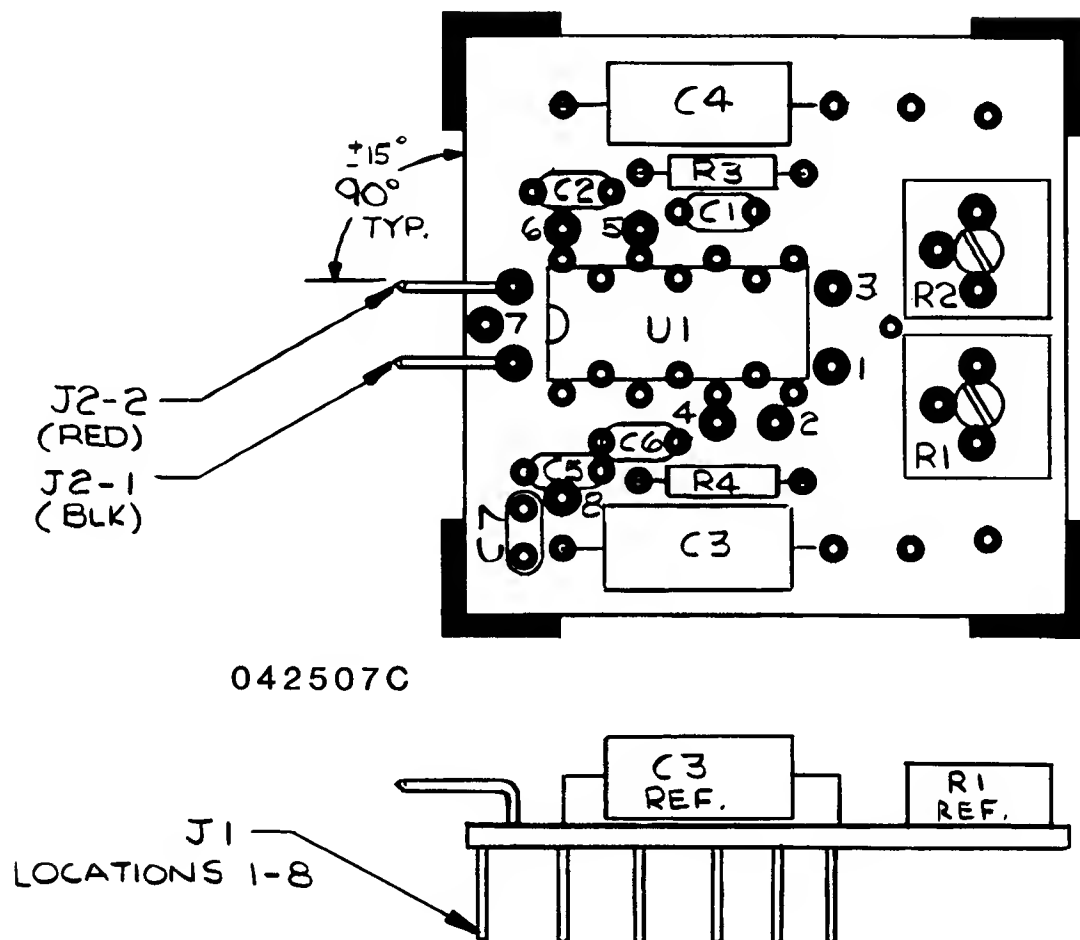 C4
±15°
90°
TYP.
R3
C2
C1
6
5
3
R2
7
U1
1
J2-2
(RED)
J2-1
(BLK)
4
2
C6
R1
C5
R4
8
C7
C3
042507C
C3
REF.
R1
REF.
J1
LOCATIONS 1-8